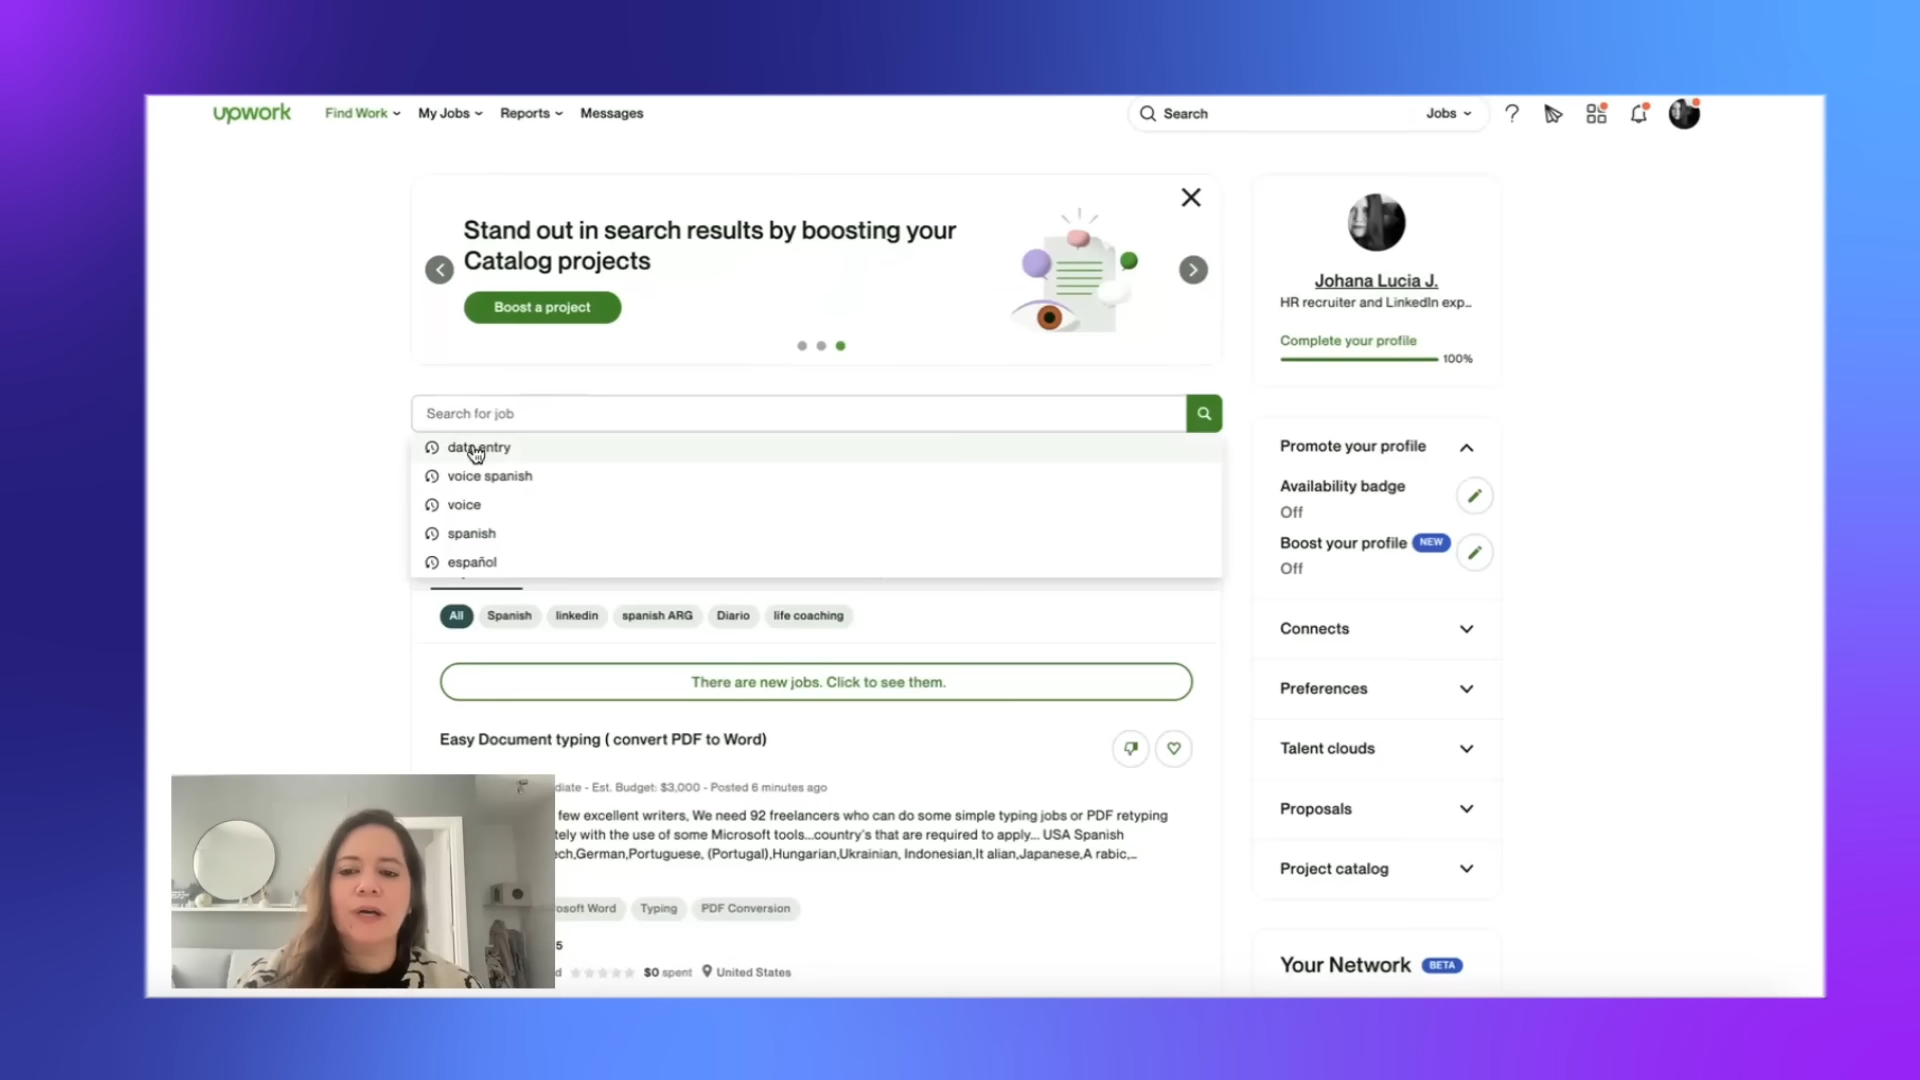 upwork
Find Work
My Jobs
Reports
Messages
Search
Jobs
Stand out in search results by boosting your
Catalog projects
Boost a project
Johana Lucia J.
HR recruiter and LinkedIn exp...
Complete your profile
100%
Search for job
data entry
voice spanish
voice
spanish
español
Promote your profile
Availability badge
Off
Boost your profile NEW
Off
All
Spanish
linkedin
spanish ARG
Diario
life coaching
Connects
There are new jobs. Click to see them.
Preferences
Easy Document typing ( convert PDF to Word)
Talent clouds
diate - Est. Budget: $3,000 - Posted 6 minutes ago
few excellent writers, We need 92 freelancers who can do some simple typing jobs or PDF retyping
tely with the use of some Microsoft tools...country's that are required to apply... USA Spanish
ch,German,Portuguese, (Portugal),Hungarian,Ukrainian, Indonesian,It alian,Japanese,A rabic,...
Proposals
Project catalog
osoft Word
Typing
PDF Conversion
5
d
$0 spent
United States
Your Network BETA